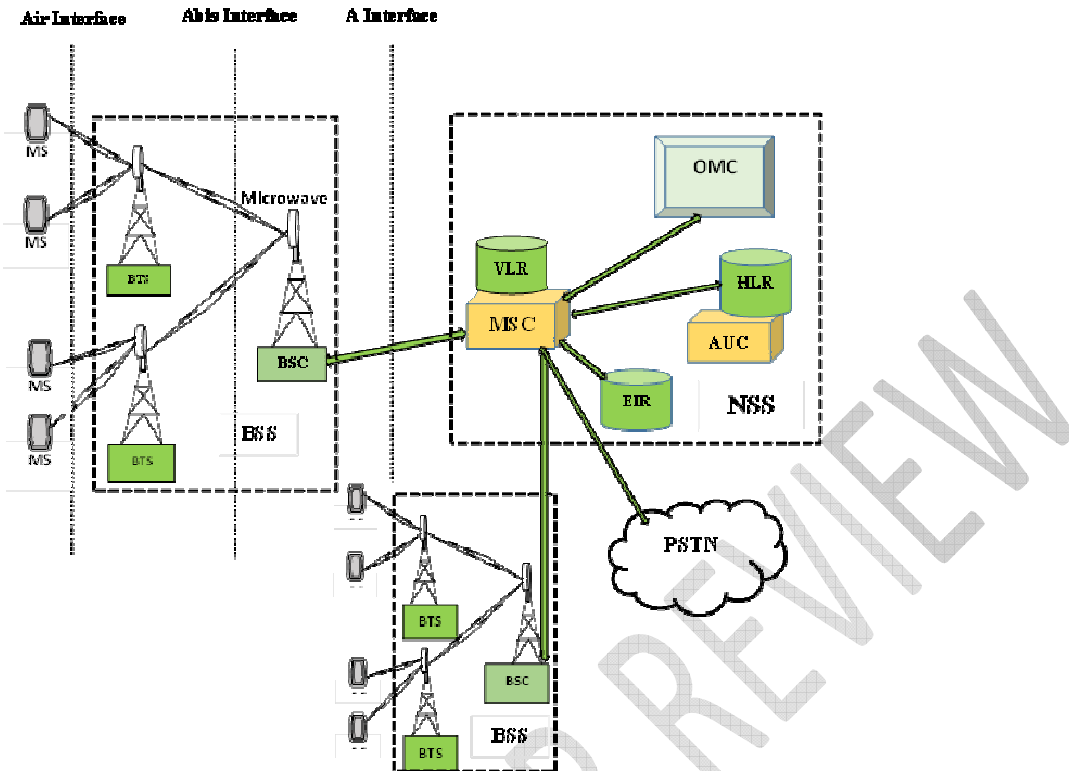 Air Interface
Abis Interface
A Interface
MS
MS
MS
MS
BTS
BTS
Microwave
BSC
BSS
VLR
MSC
OMC
HLR
AUC
EIR
NSS
PSTN
BTS
BTS
BSC
BSS
REVIEW